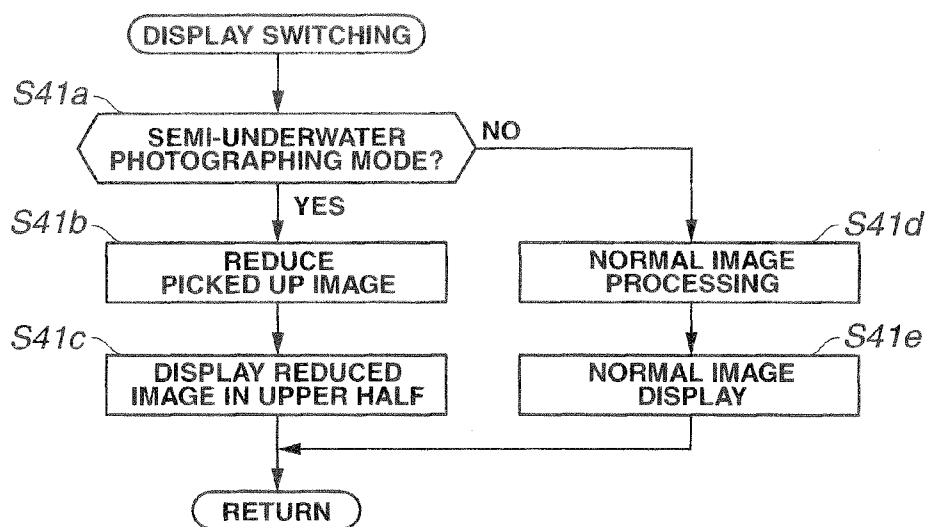 DISPLAY SWITCHING
S41a
SEMI-UNDERWATER
PHOTOGRAPHING MODE?
NO
YES
S41b
REDUCE
PICKED UP IMAGE
S41d
NORMAL IMAGE
PROCESSING
S41c
DISPLAY REDUCED
IMAGE IN UPPER HALF
S41e
NORMAL IMAGE
DISPLAY
RETURN